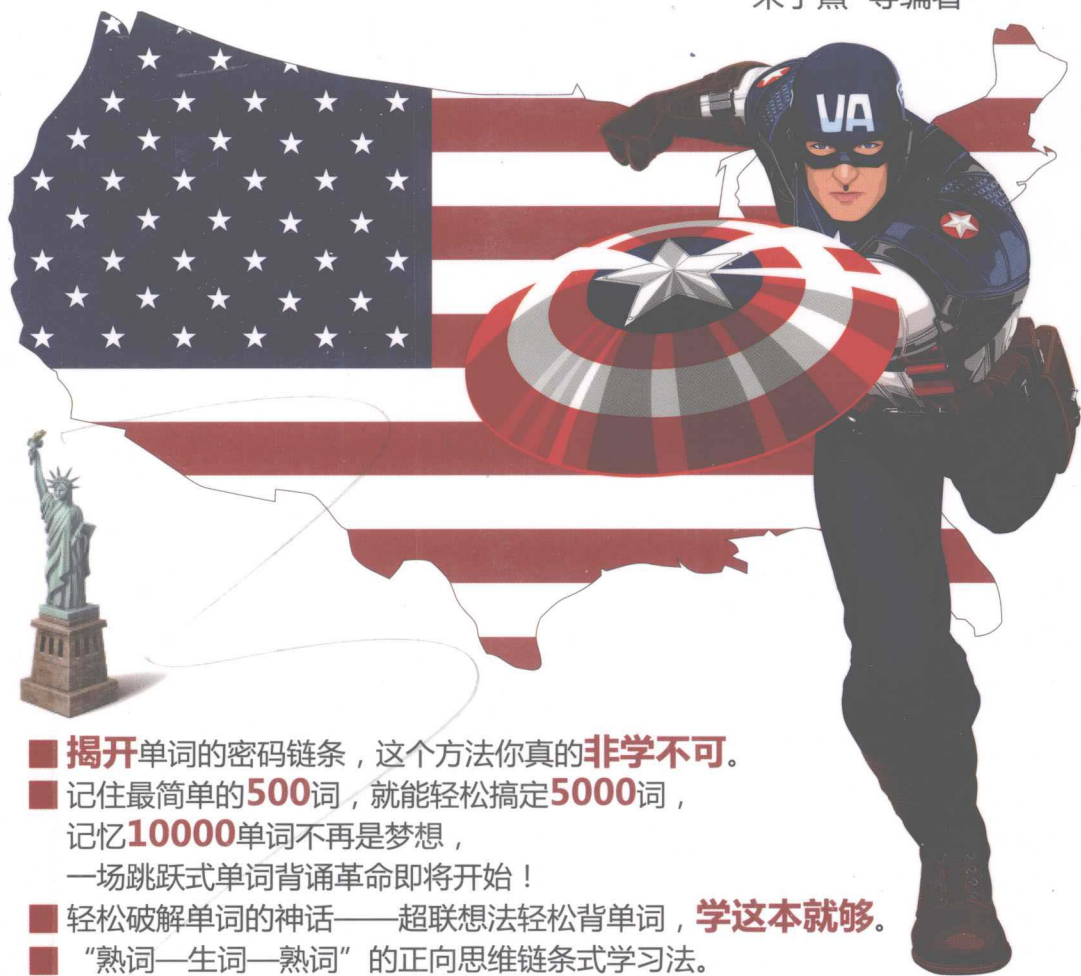 VA
揭开单词的密码链条，这个方法你真的非学不可。
记住最简单的500词，就能轻松搞定5000词，
记忆10000单词不再是梦想，
一场跳跃式单词背诵革命即将开始！
轻松破解单词的神话——超联想法轻松背单词，学这本就够。
“熟词—生词—熟词”的正向思维链条式学习法。